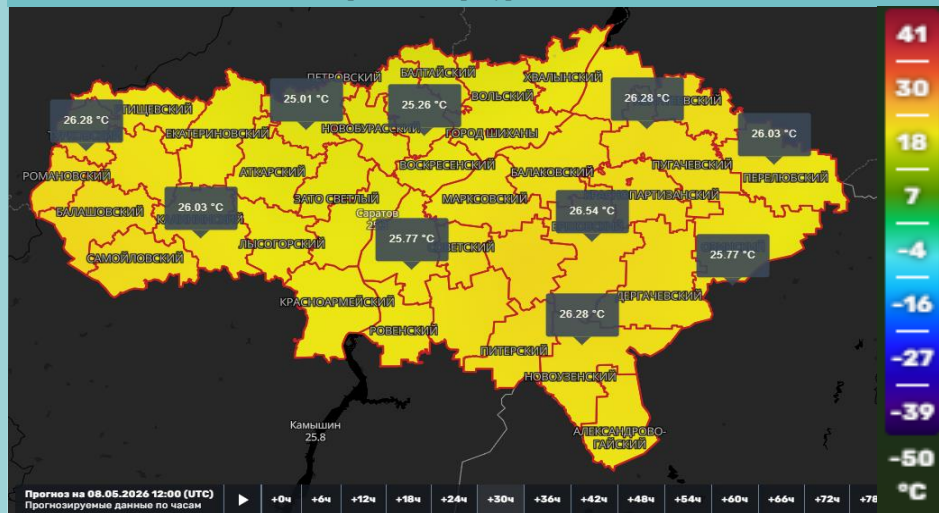 41
30
18
7
-4
-16
-27
-39
-50
°C
ПЕТРОВСКИЙ
БАЛТАЙСКИЙ
ХВАЛЫНСКИЙ
ВОЛЬСКИЙ
25.01 °C
25.26 °C
26.28 °C
26.28 °C
НОВОБУРАССКИЙ
ГОРОД ШИХАНЫ
ЕКАТЕРИНОВСКИЙ
26.03 °C
РОМАНОВСКИЙ
АТКАРСКИЙ
ВОСКРЕСЕНСКИЙ
БАЛАКОВСКИЙ
ПУГАЧЕВСКИЙ
ПЕРЕЛЮБСКИЙ
ЗАТО СВЕТЛЫЙ
МАРКСОВСКИЙ
БАЛАШОВСКИЙ
26.03 °C
Саратов
26.54 °C
ЛЫСОГОРСКИЙ
25.77 °C
25.77 °C
САМОЙЛОВСКИЙ
КРАСНОАРМЕЙСКИЙ
ДЕРГАЧЕВСКИЙ
26.28 °C
РОВЕНСКИЙ
ПИТЕРСКИЙ
НОВОУЗЕНСКИЙ
Камышин
25.8
АЛЕКСАНДРОВО-
ГАЙСКИЙ
Прогноз на 08.05.2026 12:00 (UTC)
Прогнозируемые данные по часам
+0ч +6ч +12ч +18ч +24ч +30ч +36ч +42ч +48ч +54ч +60ч +66ч +72ч +78